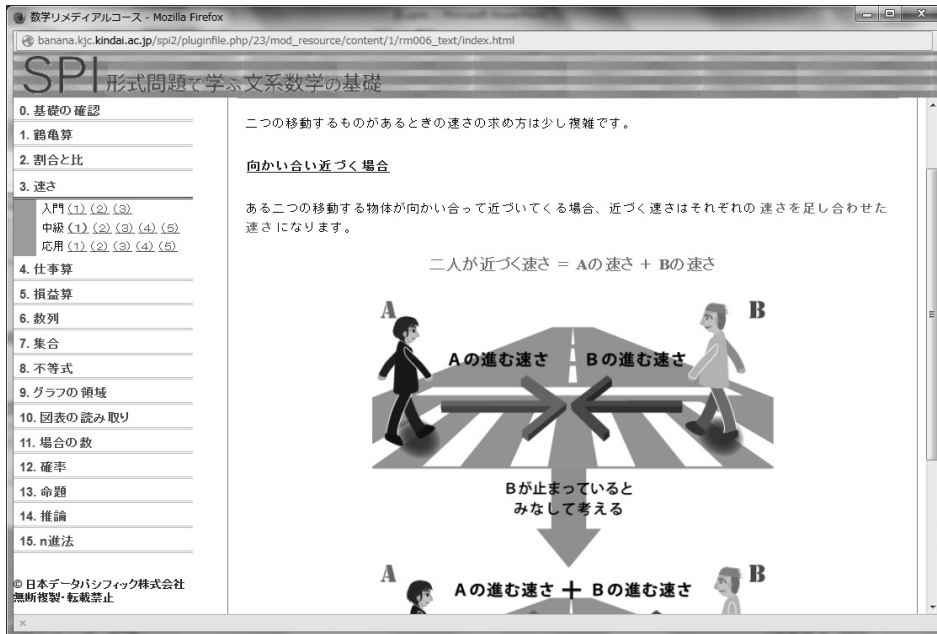 数学リメディアルコース - Mozilla Firefox
banana.kjc.kindai.ac.jp/spi2/pluginfile.php/23/mod_resource/content/1/rm006_text/index.html
SPI形式問題で学ぶ文系数学の基礎
0. 基礎の確認
1. 鶴亀算
2. 割合と比
3. 速さ
入門 (1) (2) (3)
中級 (1) (2) (3) (4) (5)
応用 (1) (2) (3) (4) (5)
4. 仕事算
5. 損益算
6. 数列
7. 集合
8. 不等式
9. グラフの領域
10. 図表の読み取り
11. 場合の数
12. 確率
13. 命題
14. 推論
15. n進法
© 日本データパシフィック株式会社
無断複製・転載禁止
二つの移動するものがあるときの速さの求め方は少し複雑です。
向かい合い近づく場合
ある二つの移動する物体が向かい合って近づいてくる場合、近づく速さはそれぞれの 速さを足し合わせた
速さ になります。
二人が近づく速さ = Aの速さ + Bの速さ
A
B
Aの進む速さ
Bの進む速さ
Bが止まっていると
みなして考える
A
B
Aの進む速さ + Bの進む速さ